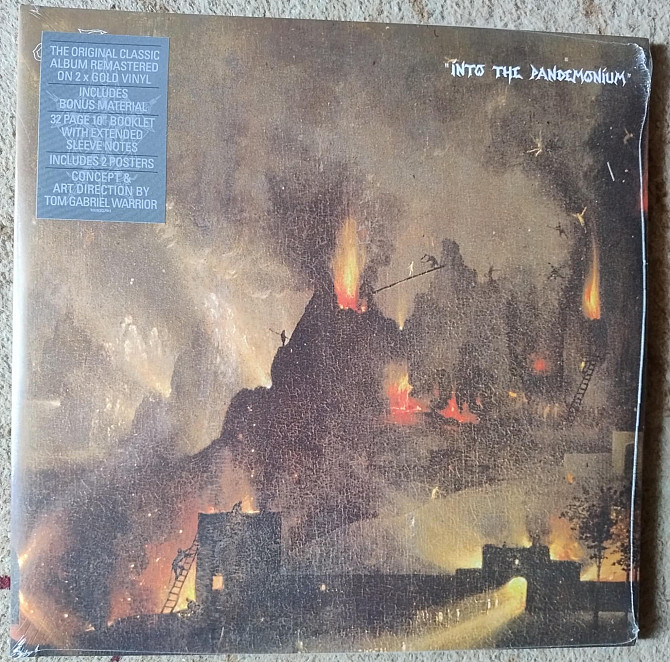 THE ORIGINAL CLASSIC
ALBUM REMASTERED
ON 2 x GOLD VINYL
INCLUDES
BONUS MATERIAL
32 PAGE 10" BOOKLET
WITH EXTENDED
SLEEVE NOTES
INCLUDES 2 POSTERS
CONCEPT &
ART DIRECTION BY
TOM GABRIEL WARRIOR
"INTO THE PANDEMONIUM"